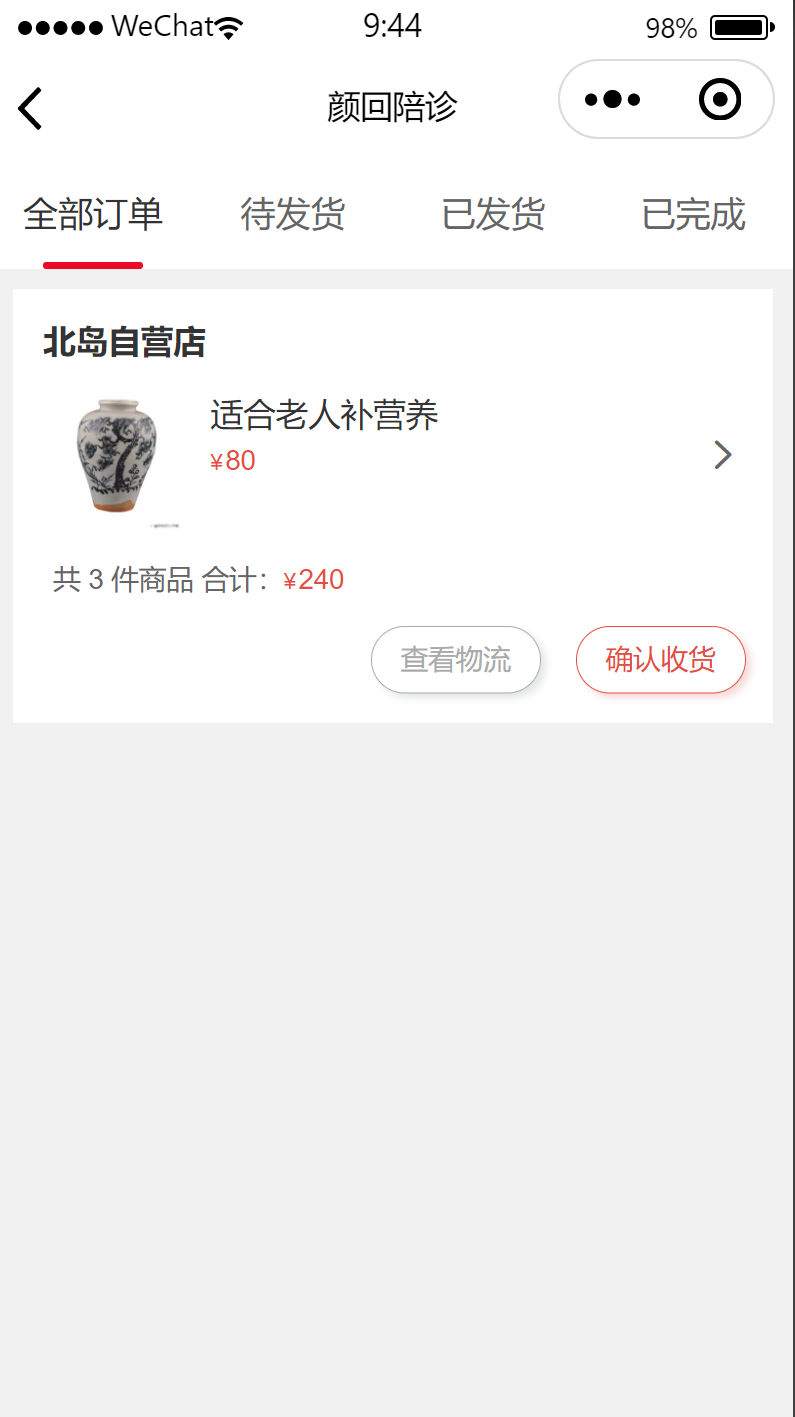 WeChat 9:44 98%
颜回陪诊
全部订单 待发货 已发货 已完成
北岛自营店
适合老人补营养
¥80
共 3 件商品 合计：¥240
查看物流 确认收货